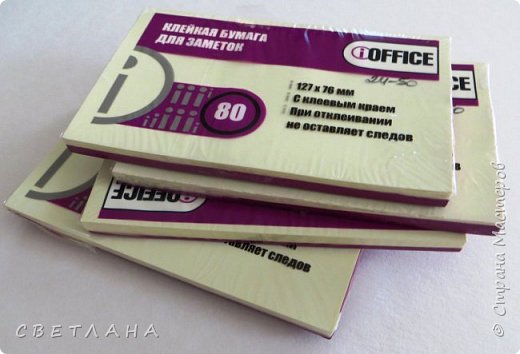 КЛЕЙКАЯ БУМАГА
ДЛЯ ЗАМЕТОК
iOFFICE
24-50
127 х 76 мм
С клеевым краем
При отклеивании
не оставляет следов
80
iOFFICE
оставляет следов
СВЕТЛАНА
© Страна Мастеров